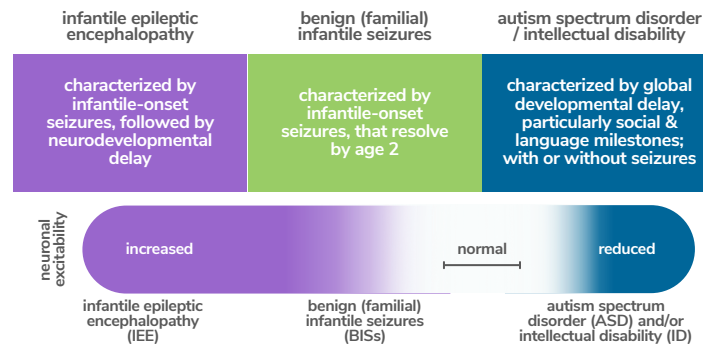 infantile epileptic
encephalopathy
benign (familial)
infantile seizures
autism spectrum disorder
/ intellectual disability
characterized by
infantile-onset
seizures, followed by
neurodevelopmental
delay
characterized by
infantile-onset
seizures, that resolve
by age 2
characterized by global
developmental delay,
particularly social &
language milestones;
with or without seizures
neuronal
excitability
increased
normal
reduced
infantile epileptic
encephalopathy
(IEE)
benign (familial)
infantile seizures
(BISs)
autism spectrum
disorder (ASD) and/or
intellectual disability (ID)